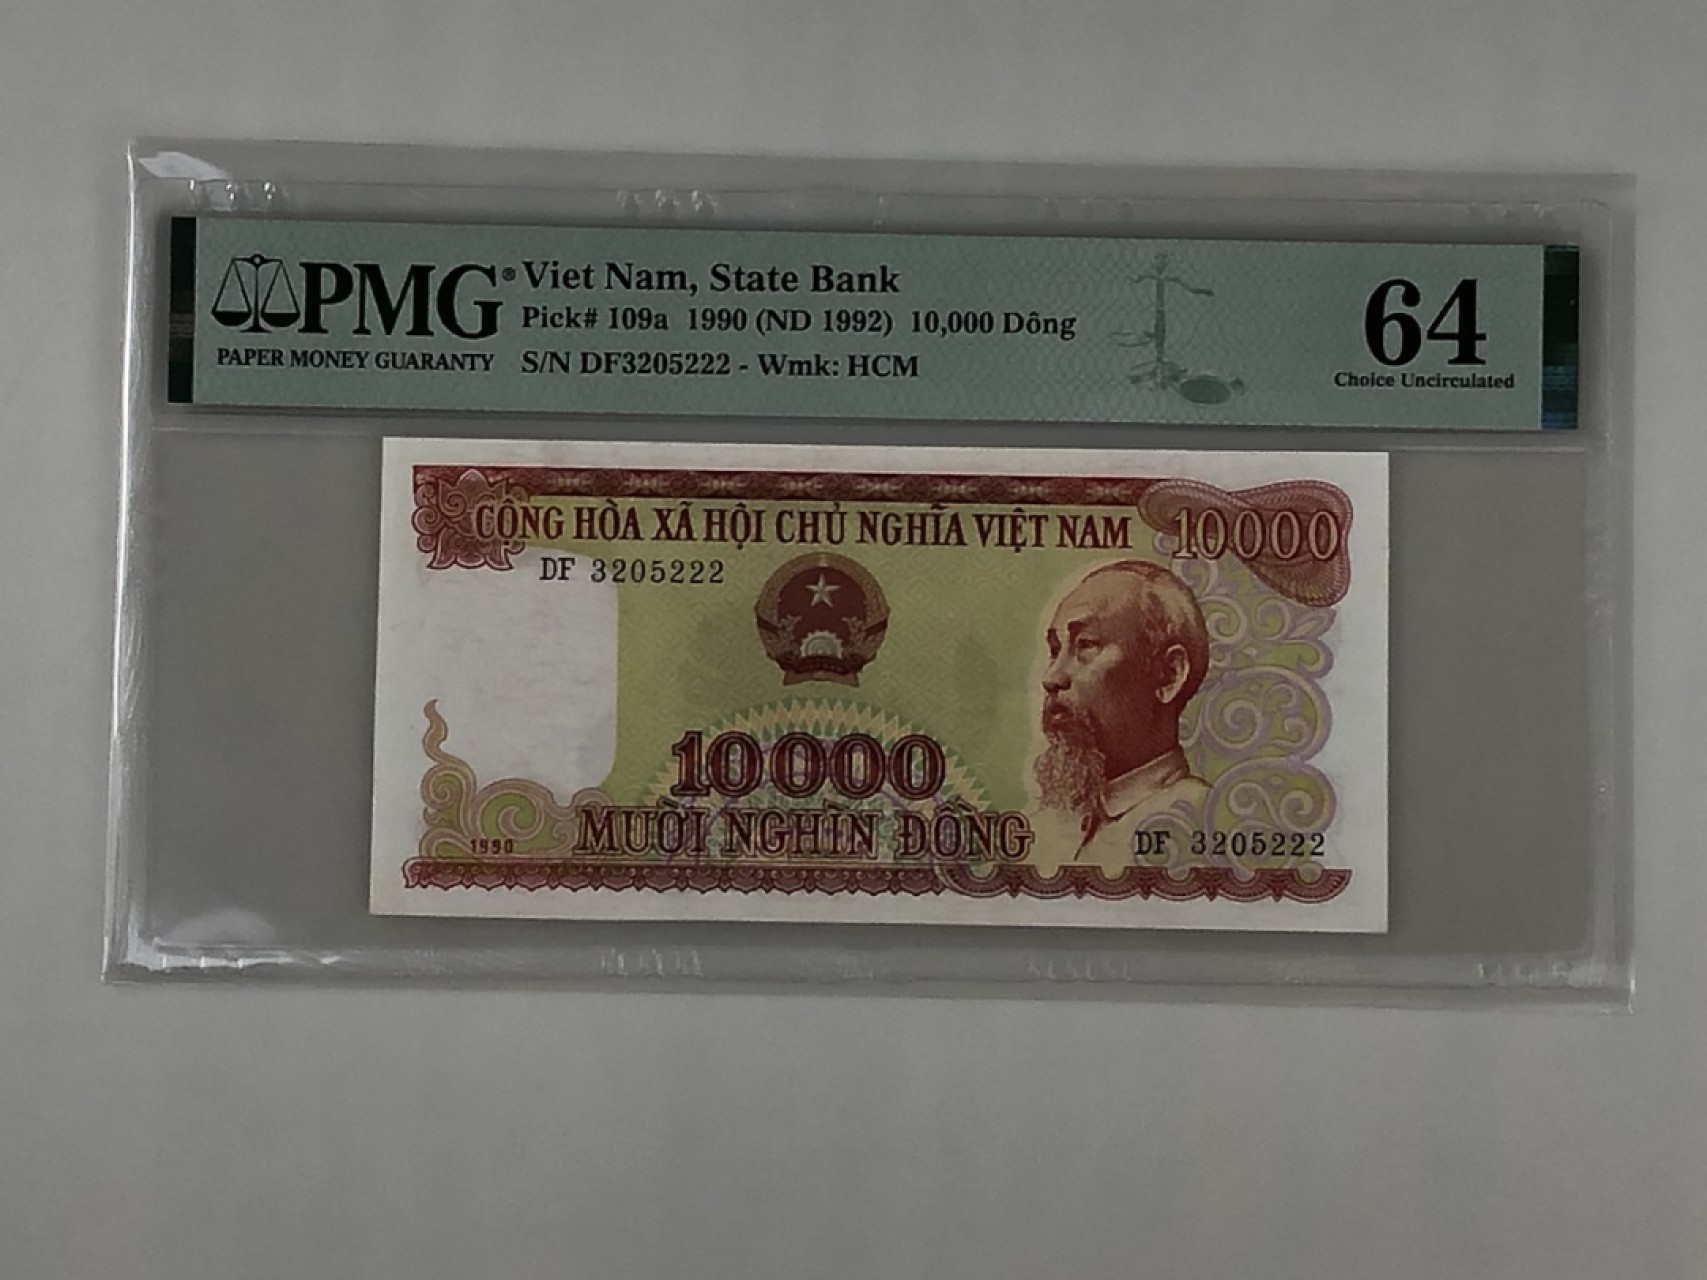 PMG®
PAPER MONEY GUARANTY
Viet Nam, State Bank
Pick# 109a 1990 (ND 1992) 10,000 Dông
S/N DF3205222 - Wmk: HCM
64
Choice Uncirculated
CỘNG HÒA XÃ HỘI CHỦ NGHĨA VIỆT NAM
10000
DF 3205222
10000
MƯỜI NGHÌN ĐỒNG
1990
DF 3205222